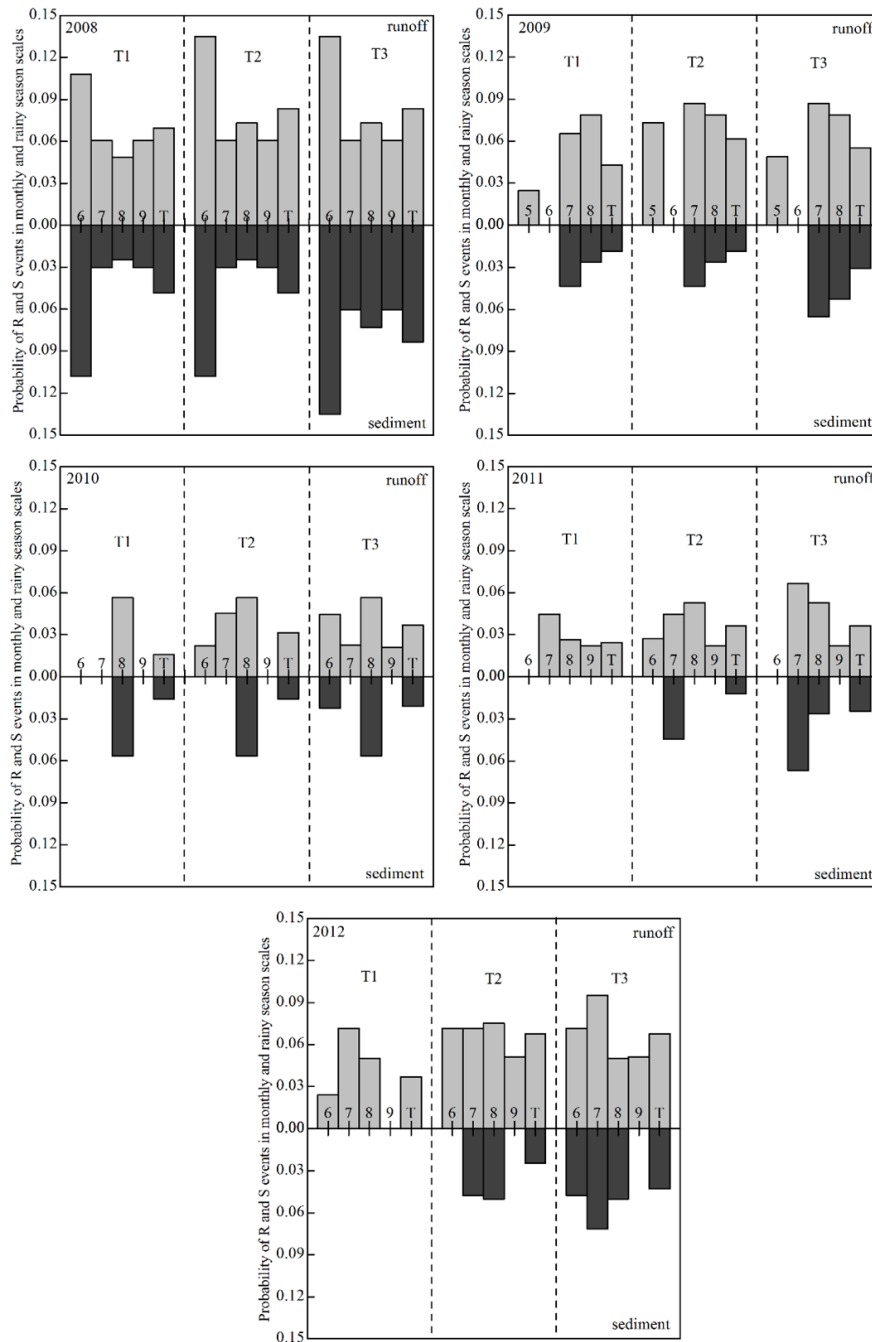 2008 runoff
T1 T2 T3
Probability of R and S events in monthly and rainy season scales
0.15
0.12
0.09
0.06
0.03
0.00
0.03
0.06
0.09
0.12
0.15
6 7 8 9 T 6 7 8 9 T 6 7 8 9 T
sediment
2009 runoff
T1 T2 T3
Probability of R and S events in monthly and rainy season scales
0.15
0.12
0.09
0.06
0.03
0.00
0.03
0.06
0.09
0.12
0.15
5 6 7 8 T 5 6 7 8 T 5 6 7 8 T
sediment
2010 runoff
T1 T2 T3
Probability of R and S events in monthly and rainy season scales
0.15
0.12
0.09
0.06
0.03
0.00
0.03
0.06
0.09
0.12
0.15
6 7 8 9 T 6 7 8 9 T 6 7 8 9 T
sediment
2011 runoff
T1 T2 T3
Probability of R and S events in monthly and rainy season scales
0.15
0.12
0.09
0.06
0.03
0.00
0.03
0.06
0.09
0.12
0.15
6 7 8 9 T 6 7 8 9 T 6 7 8 9 T
sediment
2012 runoff
T1 T2 T3
Probability of R and S events in monthly and rainy season scales
0.15
0.12
0.09
0.06
0.03
0.00
0.03
0.06
0.09
0.12
0.15
6 7 8 9 T 6 7 8 9 T 6 7 8 9 T
sediment